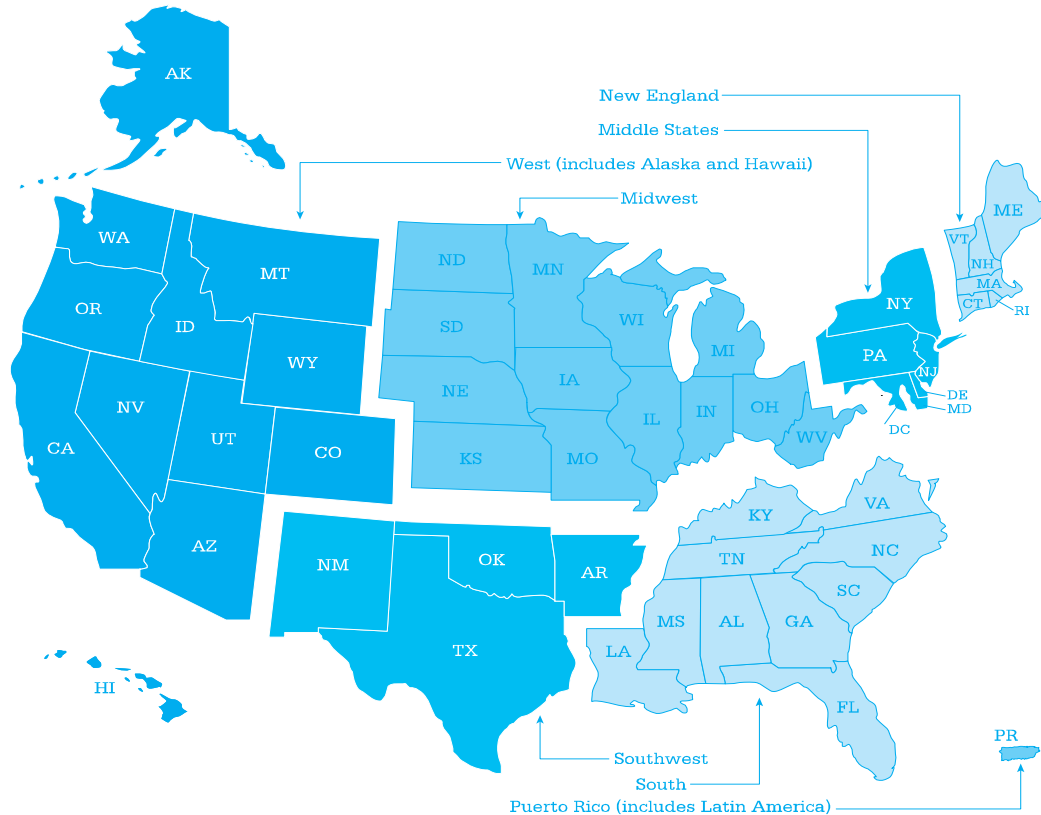 AK
New England
Middle States
West (includes Alaska and Hawaii)
Midwest
ME
WA
VT
ND
MN
NH
MT
MA
NY
CT
RI
OR
ID
SD
WI
MI
PA
WY
NJ
NE
IA
DE
NV
MD
OH
IL
IN
DC
UT
WV
CA
CO
KS
MO
VA
KY
AZ
NC
TN
OK
NM
AR
SC
MS
AL
GA
TX
LA
HI
FL
PR
Southwest
South
Puerto Rico (includes Latin America)